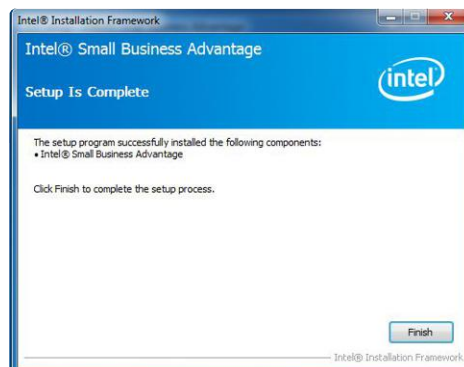 Intel® Installation Framework
Intel® Small Business Advantage
Setup Is Complete
intel
The setup program successfully installed the following components:
• Intel® Small Business Advantage
Click Finish to complete the setup process.
Finish
Intel® Installation Framework